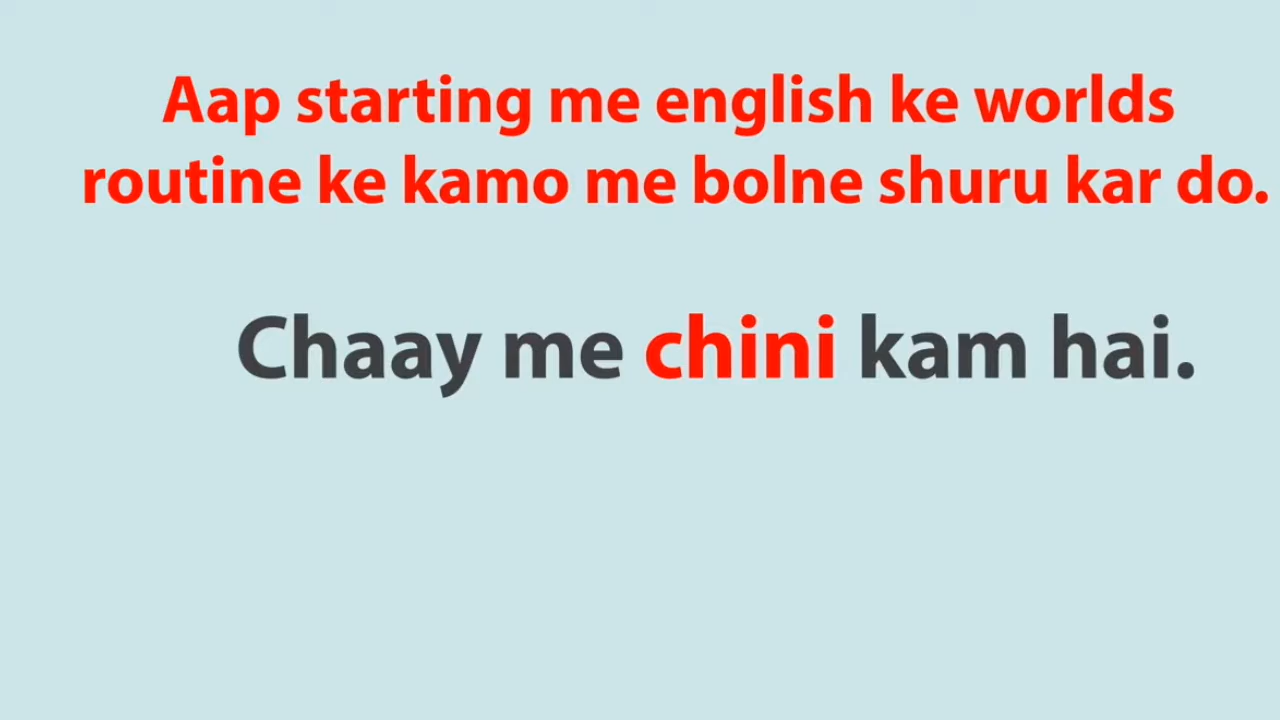 Aap starting me english ke worlds
routine ke kamo me bolne shuru kar do.
Chaay me chini kam hai.